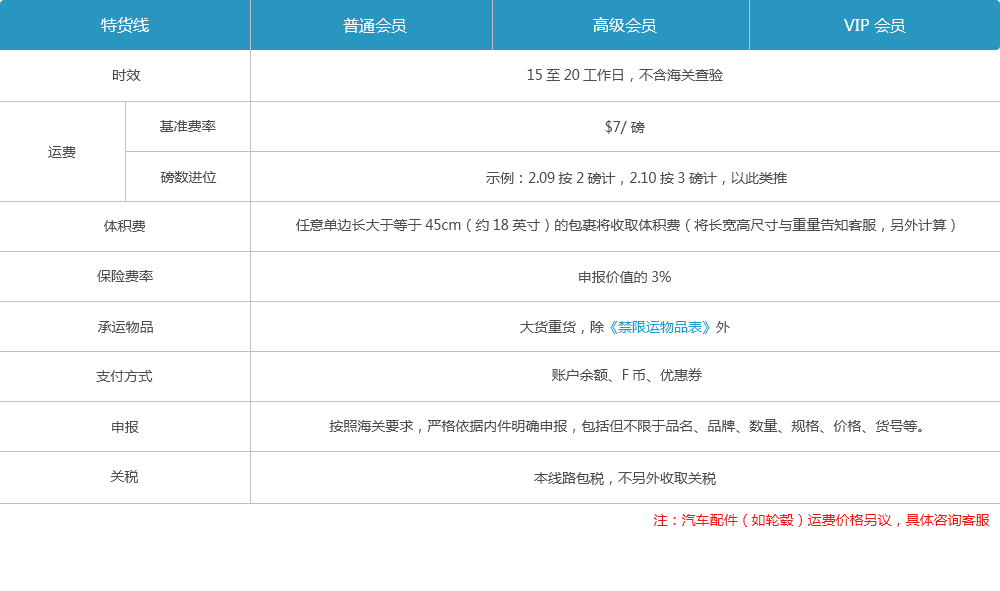 特货线 普通会员 高级会员 VIP 会员
时效 15 至 20 工作日，不含海关查验
运费 基准费率 $7/ 磅
磅数进位 示例：2.09 按 2 磅计，2.10 按 3 磅计，以此类推
体积费 任意单边长大于等于 45cm（约 18 英寸）的包裹将收取体积费（将长宽高尺寸与重量告知客服，另外计算）
保险费率 申报价值的 3%
承运物品 大货重货，除《禁限运物品表》外
支付方式 账户余额、F 币、优惠券
申报 按照海关要求，严格依据内件明确申报，包括但不限于品名、品牌、数量、规格、价格、货号等。
关税 本线路包税，不另外收取关税
注：汽车配件（如轮毂）运费价格另议，具体咨询客服